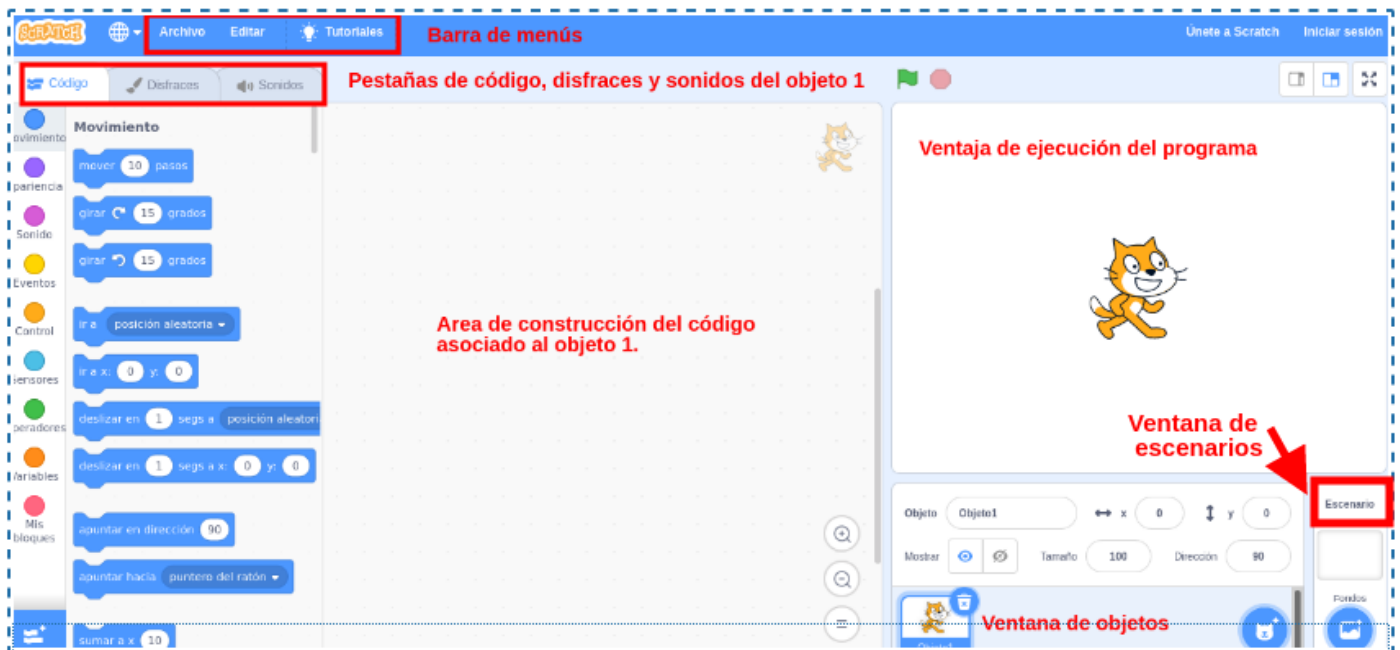 SCRATCH
Archivo Editar Tutoriales
Barra de menús
Únete a Scratch Iniciar sesión
Código Disfraces Sonidos
Pestañas de código, disfraces y sonidos del objeto 1
ovimiento
pariencia
Sonido
Eventos
Control
Sensores
peradores
Variables
Mis
bloques
Movimiento
mover 10 pasos
girar 15 grados
girar 15 grados
ir a posición aleatoria
ir a x: 0 y: 0
deslizar en 1 segs a posición aleatori
deslizar en 1 segs a x: 0 y: 0
apuntar en dirección 90
apuntar hacia puntero del ratón
sumar a x 10
Area de construcción del código
asociado al objeto 1.
Ventaja de ejecución del programa
Ventana de
escenarios
Objeto Objeto1 x 0 y 0
Mostrar Tamaño 100 Dirección 90
Ventana de objetos
Objeto1
Escenario
Fondos